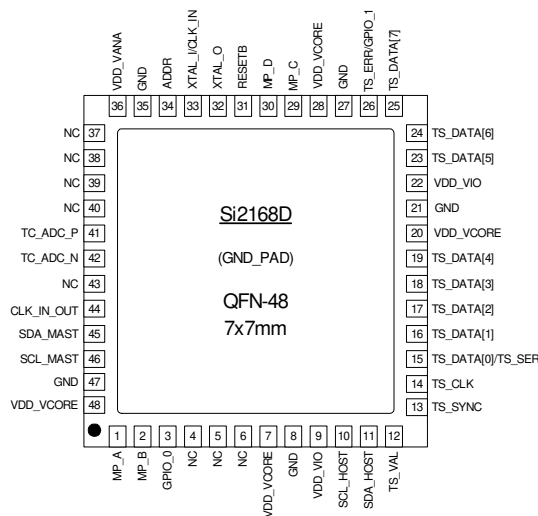 VDD_VANA
GND
ADDR
XTAL_I/CLK_IN
XTAL_O
RESETB
MP_D
MP_C
VDD_VCORE
GND
TS_ERR/GPIO_1
TS_DATA[7]
36 35 34 33 32 31 30 29 28 27 26 25
NC 37
NC 38
NC 39
NC 40
TC_ADC_P 41
TC_ADC_N 42
NC 43
CLK_IN_OUT 44
SDA_MAST 45
SCL_MAST 46
GND 47
VDD_VCORE 48
Si2168D
(GND_PAD)
QFN-48
7x7mm
24 TS_DATA[6]
23 TS_DATA[5]
22 VDD_VIO
21 GND
20 VDD_VCORE
19 TS_DATA[4]
18 TS_DATA[3]
17 TS_DATA[2]
16 TS_DATA[1]
15 TS_DATA[0]/TS_SER
14 TS_CLK
13 TS_SYNC
1 2 3 4 5 6 7 8 9 10 11 12
MP_A
MP_B
GPIO_0
NC
NC
NC
VDD_VCORE
GND
VDD_VIO
SCL_HOST
SDA_HOST
TS_VAL